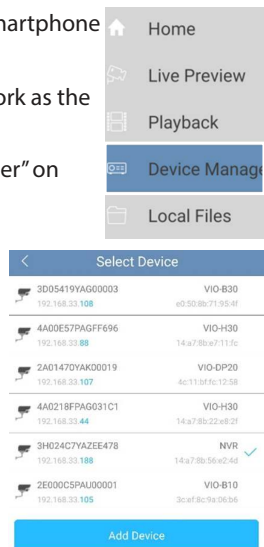 smartphone
ork as the
er” on
Home
Live Preview
Playback
Device Manage
Local Files
Select Device
3D05419YAG00003 VIO-B30
192.168.33.108 e0:50:8b:71:95:4f
4A00E57PAGFF696 VIO-H30
192.168.33.88 14:a7:8b:e7:11:fc
2A01470YAK00019 VIO-DP20
192.168.33.107 4c:11:bf:fc:12:58
4A0218FPAG031C1 VIO-H30
192.168.33.44 14:a7:8b:22:e8:2f
3H024C7YAZEE478 NVR
192.168.33.188 14:a7:8b:56:e2:4d
2E000C5PAU00001 VIO-B10
192.168.33.105 3c:ef:8c:9a:06:b6
Add Device